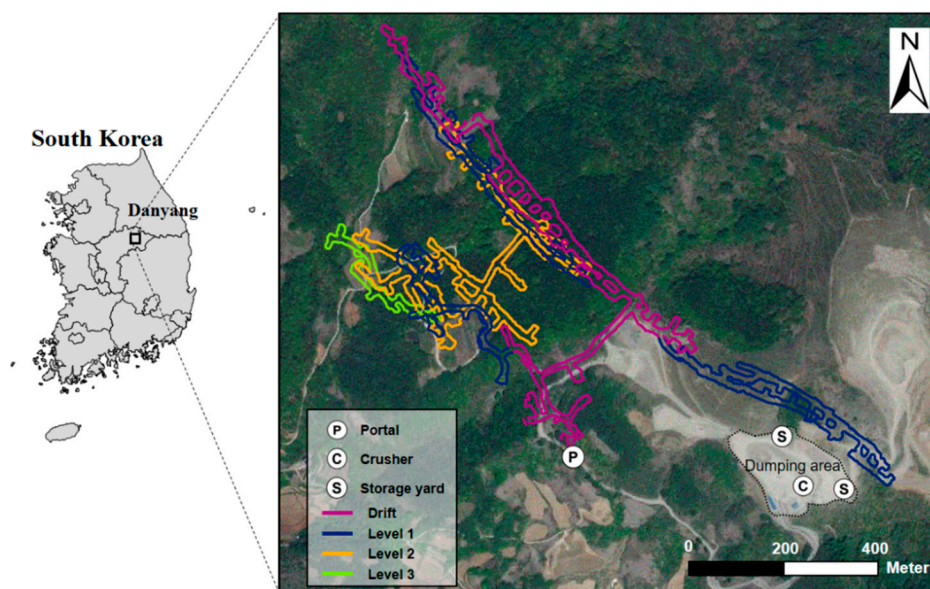 South Korea
Danyang
N
P Portal
C Crusher
S Storage yard
Drift
Level 1
Level 2
Level 3
P
S
Dumping area
C
S
0 200 400
Meter